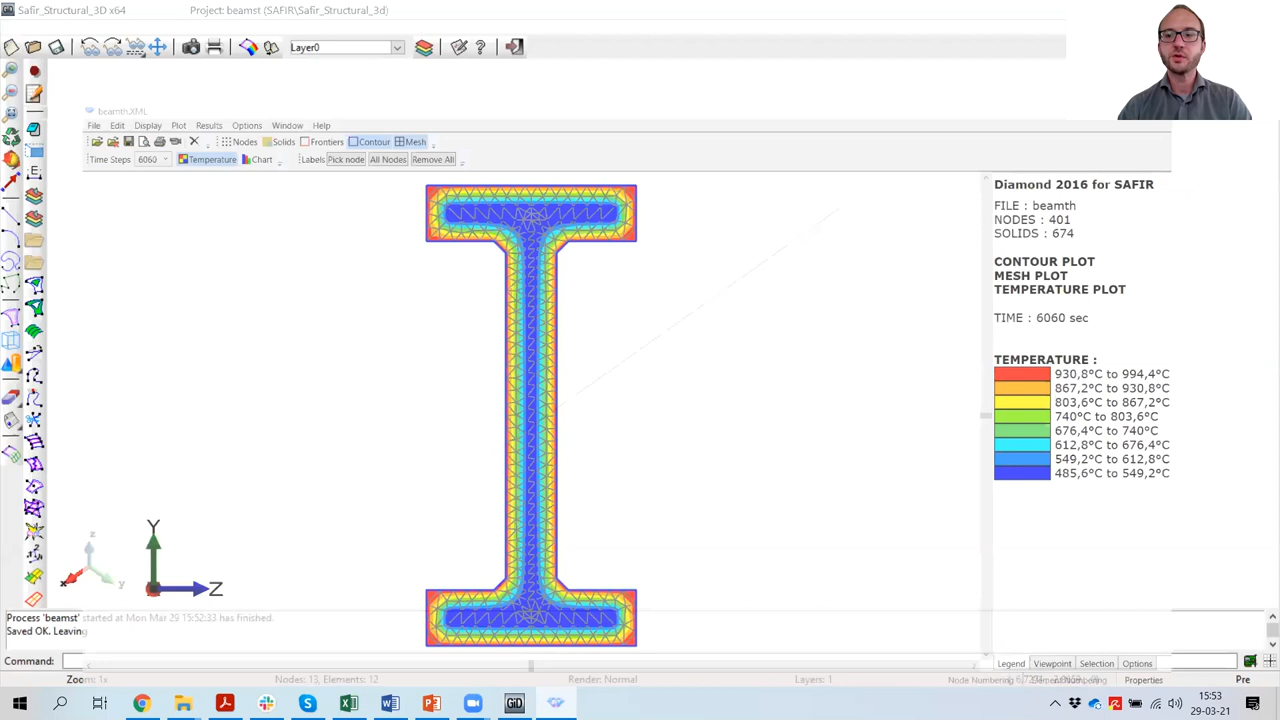 Safir_Structural_3D x64 Project: beamst (SAFIR\Safir_Structural_3d)
Layer0
beamth.XML
File Edit Display Plot Results Options Window Help
Nodes Solids Frontiers Contour Mesh
Time Steps 6060 Temperature Chart Labels Pick node All Nodes Remove All
E
Diamond 2016 for SAFIR
FILE : beamth
NODES : 401
SOLIDS : 674
CONTOUR PLOT
MESH PLOT
TEMPERATURE PLOT
TIME : 6060 sec
TEMPERATURE :
930,8°C to 994,4°C
867,2°C to 930,8°C
803,6°C to 867,2°C
740°C to 803,6°C
676,4°C to 740°C
612,8°C to 676,4°C
549,2°C to 612,8°C
485,6°C to 549,2°C
Y
z
x
y
Z
Process 'beamst' started at Mon Mar 29 15:52:33 has finished.
Saved OK. Leaving
Command:
Legend Viewpoint Selection Options
Zoom: 1x Nodes: 13, Elements: 12 Render: Normal Layers: 1 Node Numbering Element Numbering Properties Pre
15:53
29-03-21